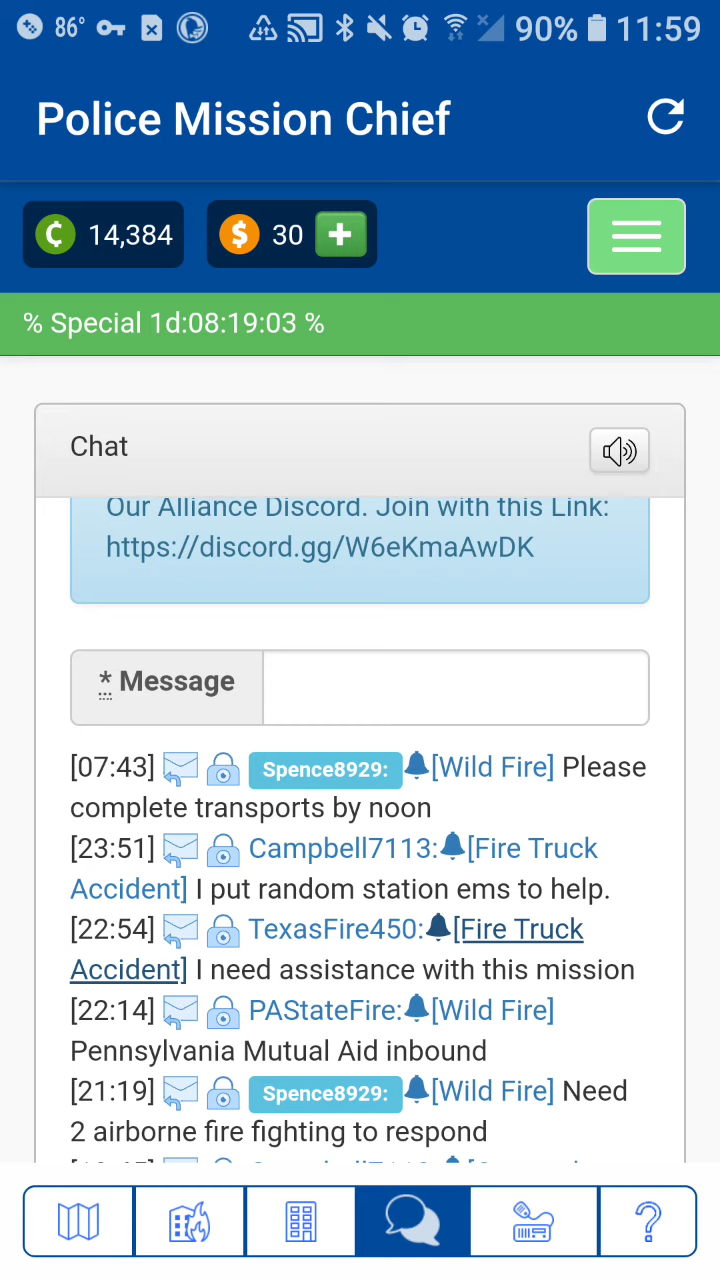 86° 90% 11:59
Police Mission Chief
14,384 30
% Special 1d:08:19:03 %
Chat
Our Alliance Discord. Join with this Link:
https://discord.gg/W6eKmaAwDK
* Message
[07:43] Spence8929: [Wild Fire] Please
complete transports by noon
[23:51] Campbell7113: [Fire Truck
Accident] I put random station ems to help.
[22:54] TexasFire450: [Fire Truck
Accident] I need assistance with this mission
[22:14] PAStateFire: [Wild Fire]
Pennsylvania Mutual Aid inbound
[21:19] Spence8929: [Wild Fire] Need
2 airborne fire fighting to respond